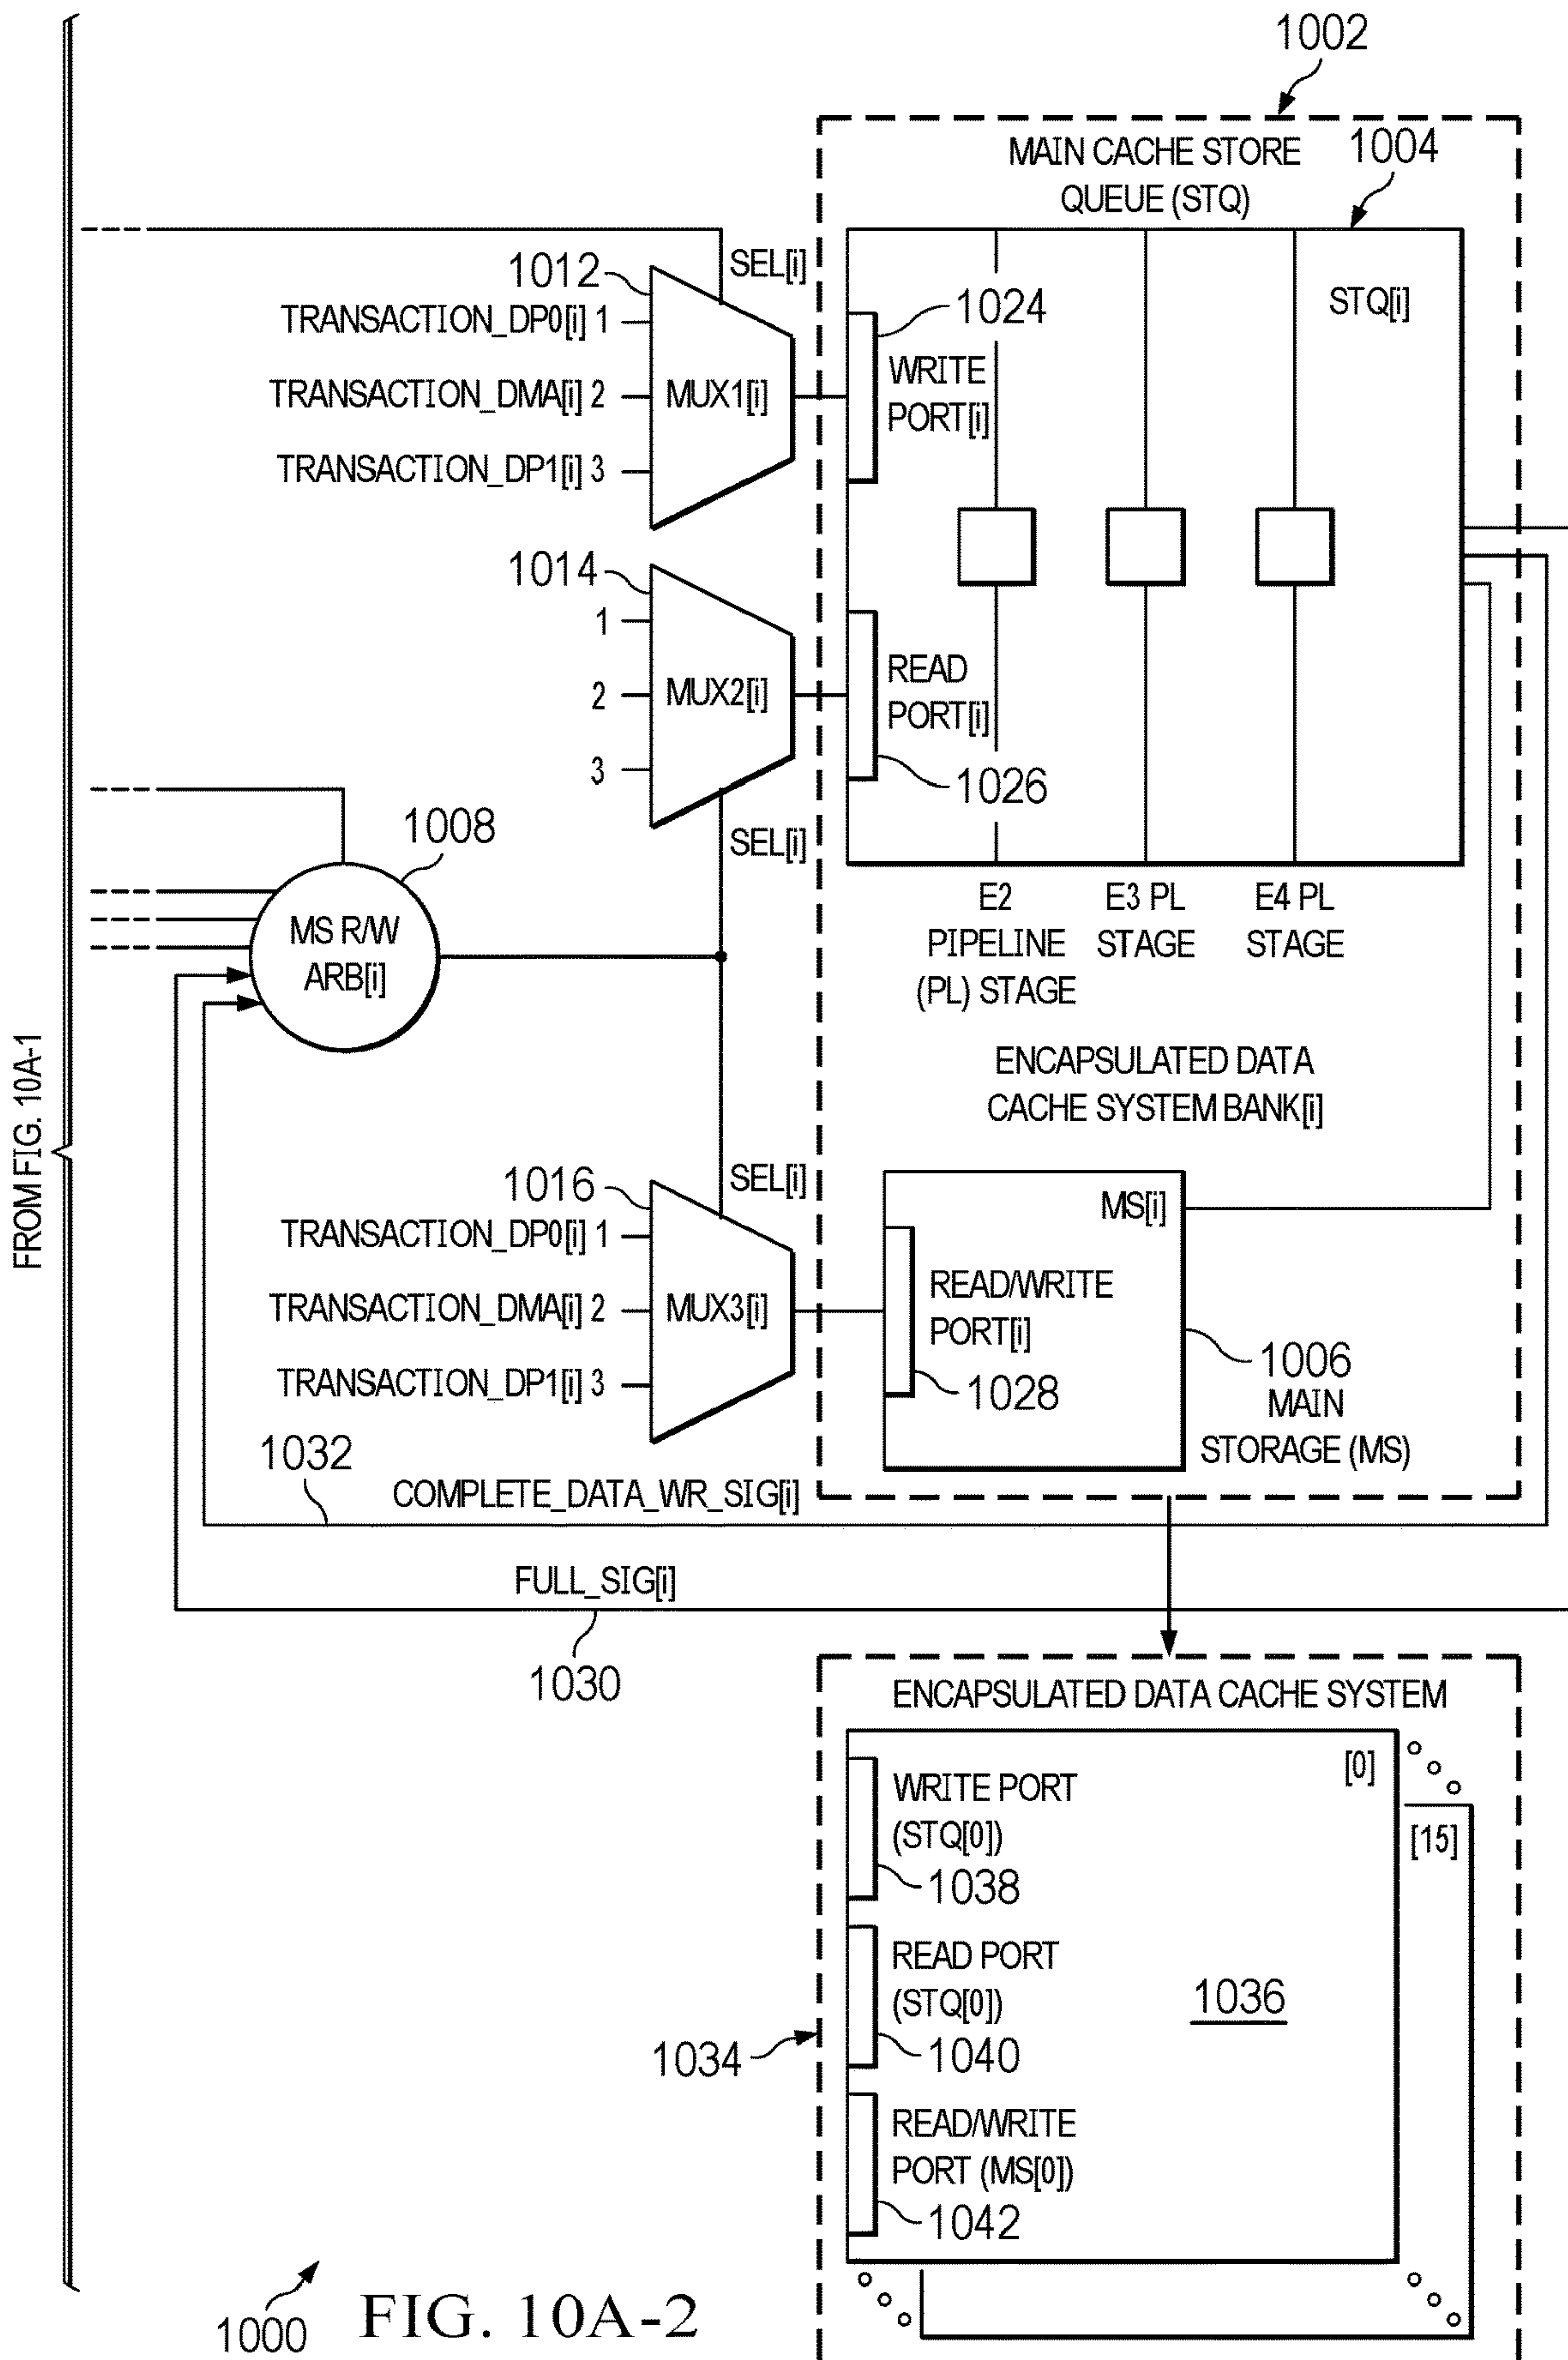 1002
MAIN CACHE STORE
QUEUE (STQ)
1004
SEL[i]
1012
TRANSACTION_DP0[i] 1
TRANSACTION_DMA[i] 2
TRANSACTION_DP1[i] 3
MUX1[i]
1024
WRITE
PORT[i]
STQ[i]
1014
1
2
3
MUX2[i]
READ
PORT[i]
1026
SEL[i]
1008
MS R/W
ARB[i]
E2
PIPELINE
(PL) STAGE
E3 PL
STAGE
E4 PL
STAGE
FROM FIG. 10A-1
ENCAPSULATED DATA
CACHE SYSTEM BANK[i]
SEL[i]
1016
TRANSACTION_DP0[i] 1
TRANSACTION_DMA[i] 2
TRANSACTION_DP1[i] 3
MUX3[i]
MS[i]
READ/WRITE
PORT[i]
1028
1006
MAIN
STORAGE (MS)
1032
COMPLETE_DATA_WR_SIG[i]
FULL_SIG[i]
1030
ENCAPSULATED DATA CACHE SYSTEM
[0]
[15]
WRITE PORT
(STQ[0])
1038
READ PORT
(STQ[0])
1040
1036
1034
READ/WRITE
PORT (MS[0])
1042
1000
FIG. 10A-2